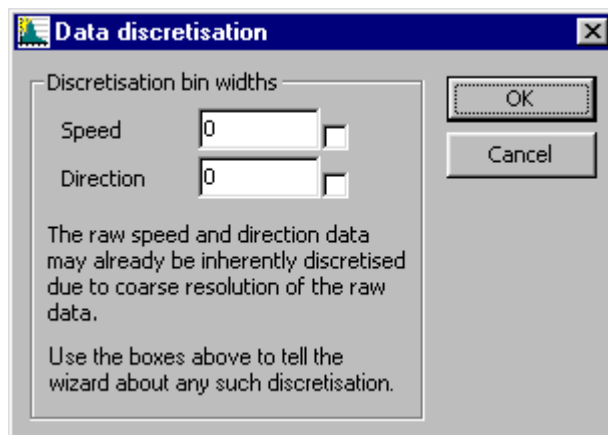 Data discretisation
Discretisation bin widths
Speed 0
Direction 0
OK
Cancel
The raw speed and direction data
may already be inherently discretised
due to coarse resolution of the raw
data.
Use the boxes above to tell the
wizard about any such discretisation.